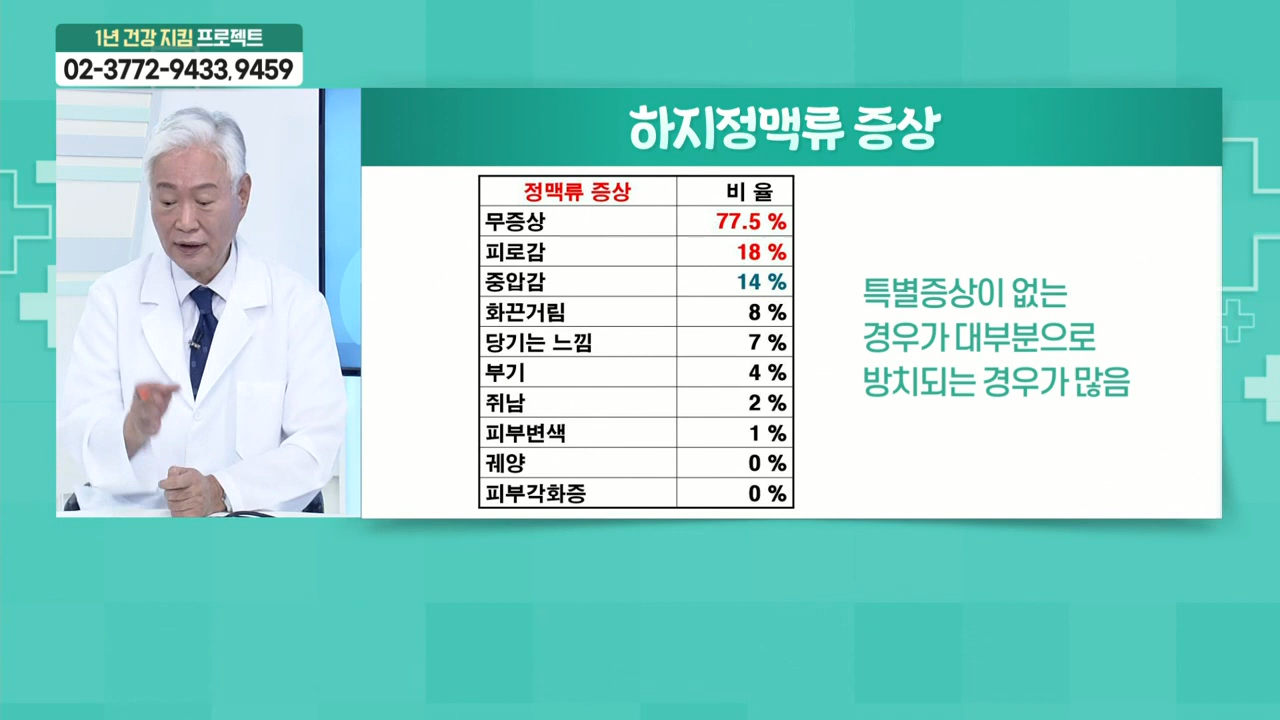 1년 건강 지킴 프로젝트
02-3772-9433, 9459
하지정맥류 증상
정맥류 증상 비 율
무증상 77.5 %
피로감 18 %
중압감 14 %
화끈거림 8 %
당기는 느낌 7 %
부기 4 %
쥐남 2 %
피부변색 1 %
궤양 0 %
피부각화증 0 %
특별증상이 없는
경우가 대부분으로
방치되는 경우가 많음